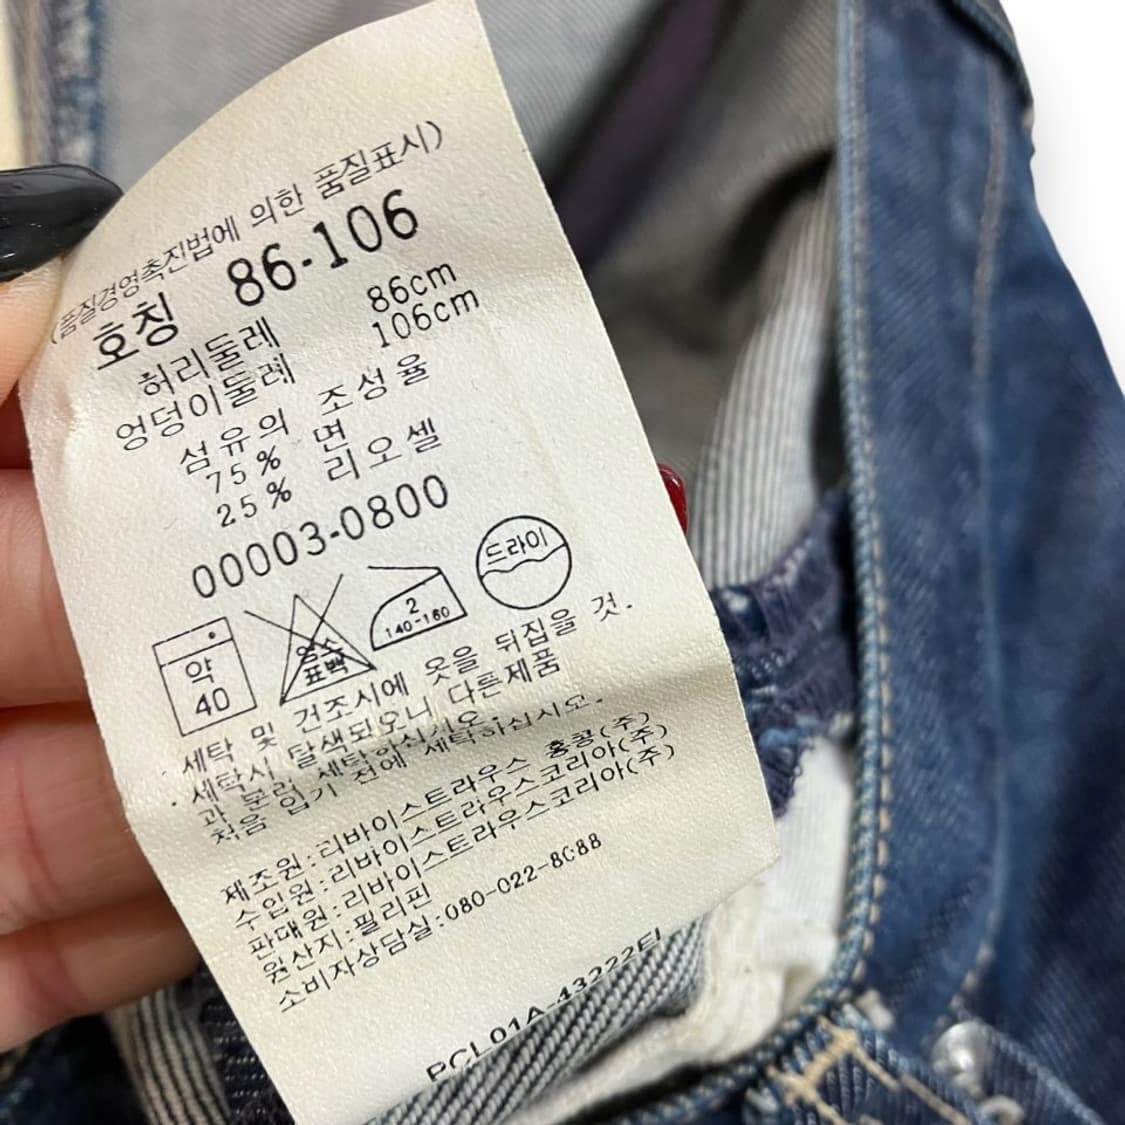 (품질경영촉진법에 의한 품질표시)
호칭 86-106
허리둘레 86cm
엉덩이둘레 106cm
섬유의 조성율
75% 면
25% 리오셀
00003-0800
약 40
염소 표백
2 140-160
드라이
세탁 및 건조시에 옷을 뒤집을 것.
·세탁시 탈색되오니 다른제품
과 분리 세탁하십시오.
처음 입기 전에 세탁하십시오.
제조원:리바이스트라우스 홍콩(주)
수입원:리바이스트라우스코리아(주)
판매원:리바이스트라우스코리아(주)
원산지:필리핀
소비자상담실:080-022-8088
PCL01A-43222